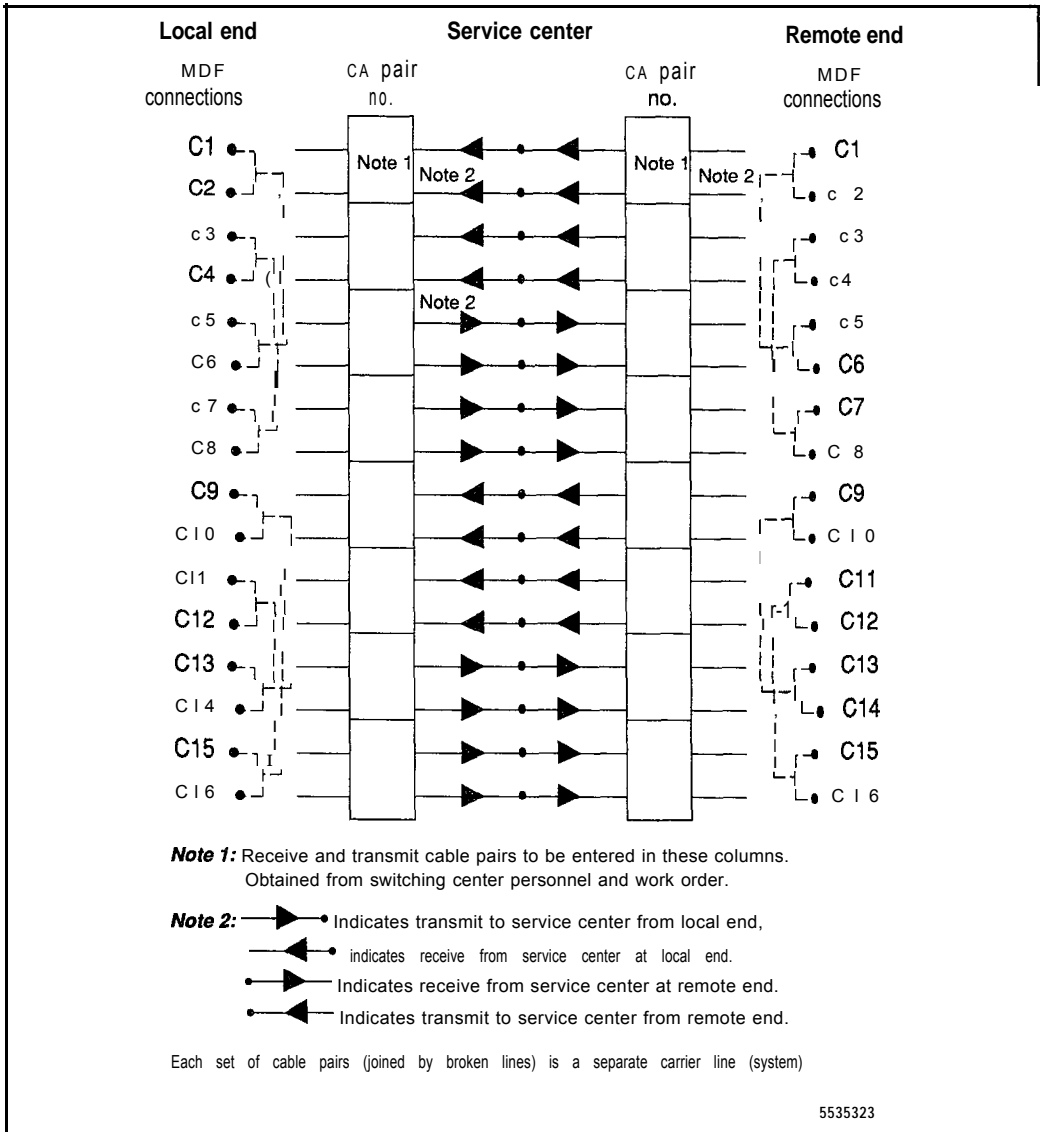 Local end Service center Remote end
MDF connections CA pair no. CA pair no. MDF connections
C1 Note 1 Note 2 Note 1 Note 2 C1
C2 c 2
c 3 c 3
C4 c 4
c 5 Note 2 c 5
C6 C6
c 7 C7
C8 C 8
C9 C9
C I 0 C I 0
CI1 C11
C12 C12
C13 C13
C I 4 C14
C15 C15
C I 6 C I 6
Note 1: Receive and transmit cable pairs to be entered in these columns.
Obtained from switching center personnel and work order.
Note 2: Indicates transmit to service center from local end,
indicates receive from service center at local end.
Indicates receive from service center at remote end.
Indicates transmit to service center from remote end.
Each set of cable pairs (joined by broken lines) is a separate carrier line (system)
5535323